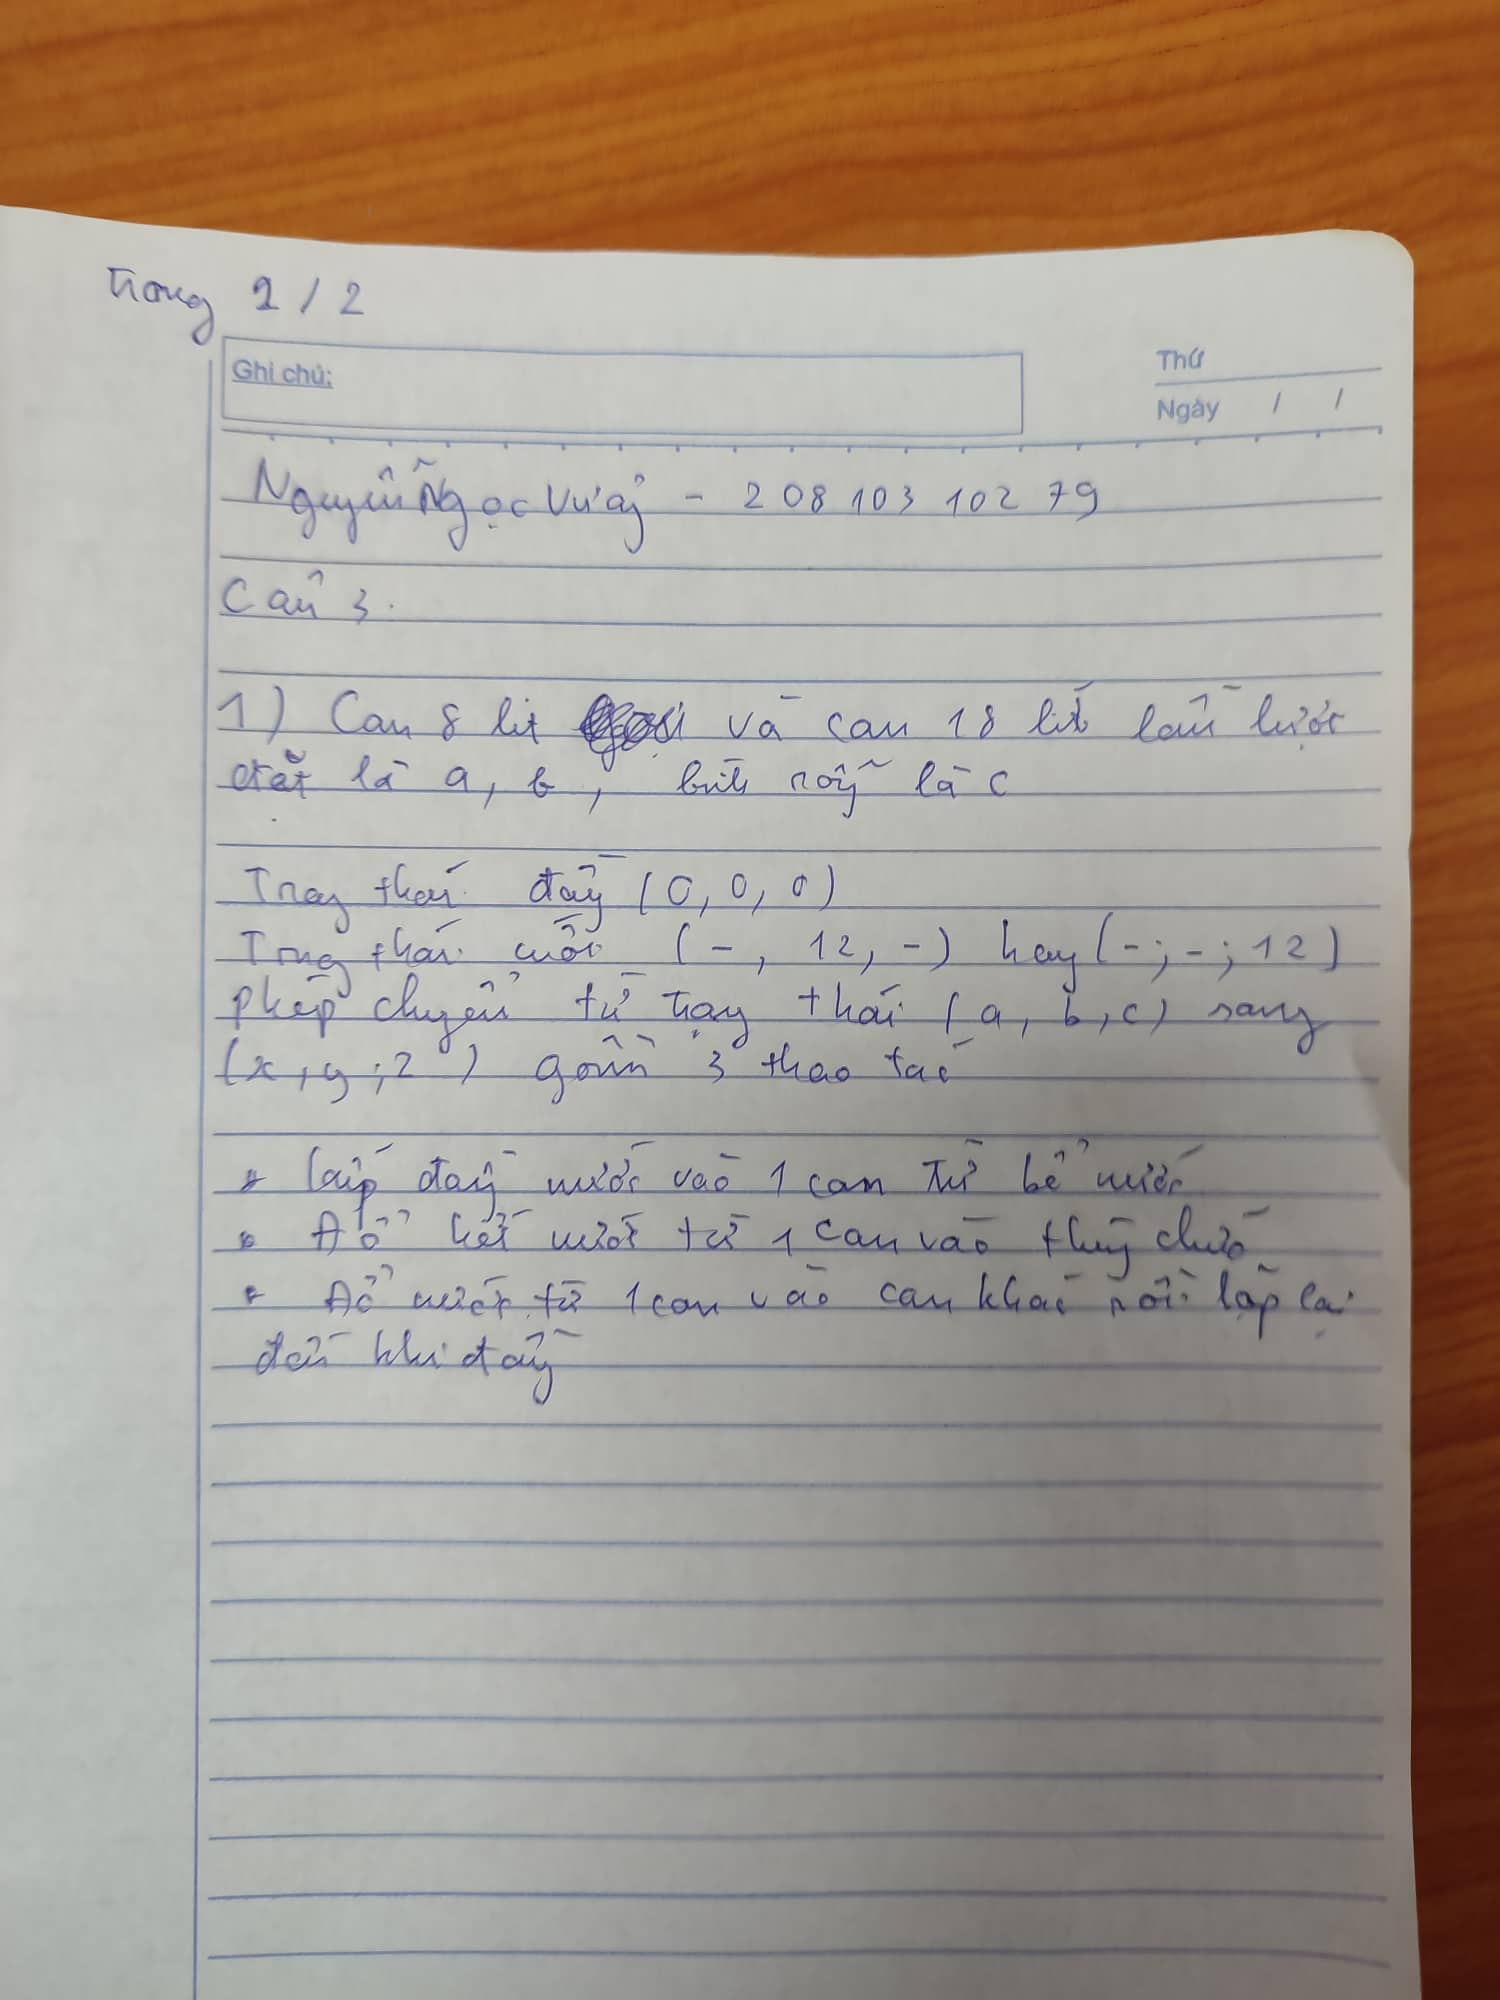 Trang 2 / 2
Ghi chú:
Thứ
Ngày / /
Nguyễn Ngọc Vượng - 208 103 102 79
Câu 3.
1) Can 8 lít và can 18 lít lần lượt
đặt là a, b, là c
Trạng thái đầy (0, 0, 0)
Trạng thái cuối (-, 12, -) hay (-; -; 12)
phép chuyển từ trạng thái (a, b, c) sang
(x, y; z) gồm 3 thao tác
* lấp đầy nước vào 1 can từ bể nước
* Đổ hết nước từ 1 can vào thùng chứa
* Đổ nước từ 1 can vào can khác rồi lặp lại
đến khi đầy